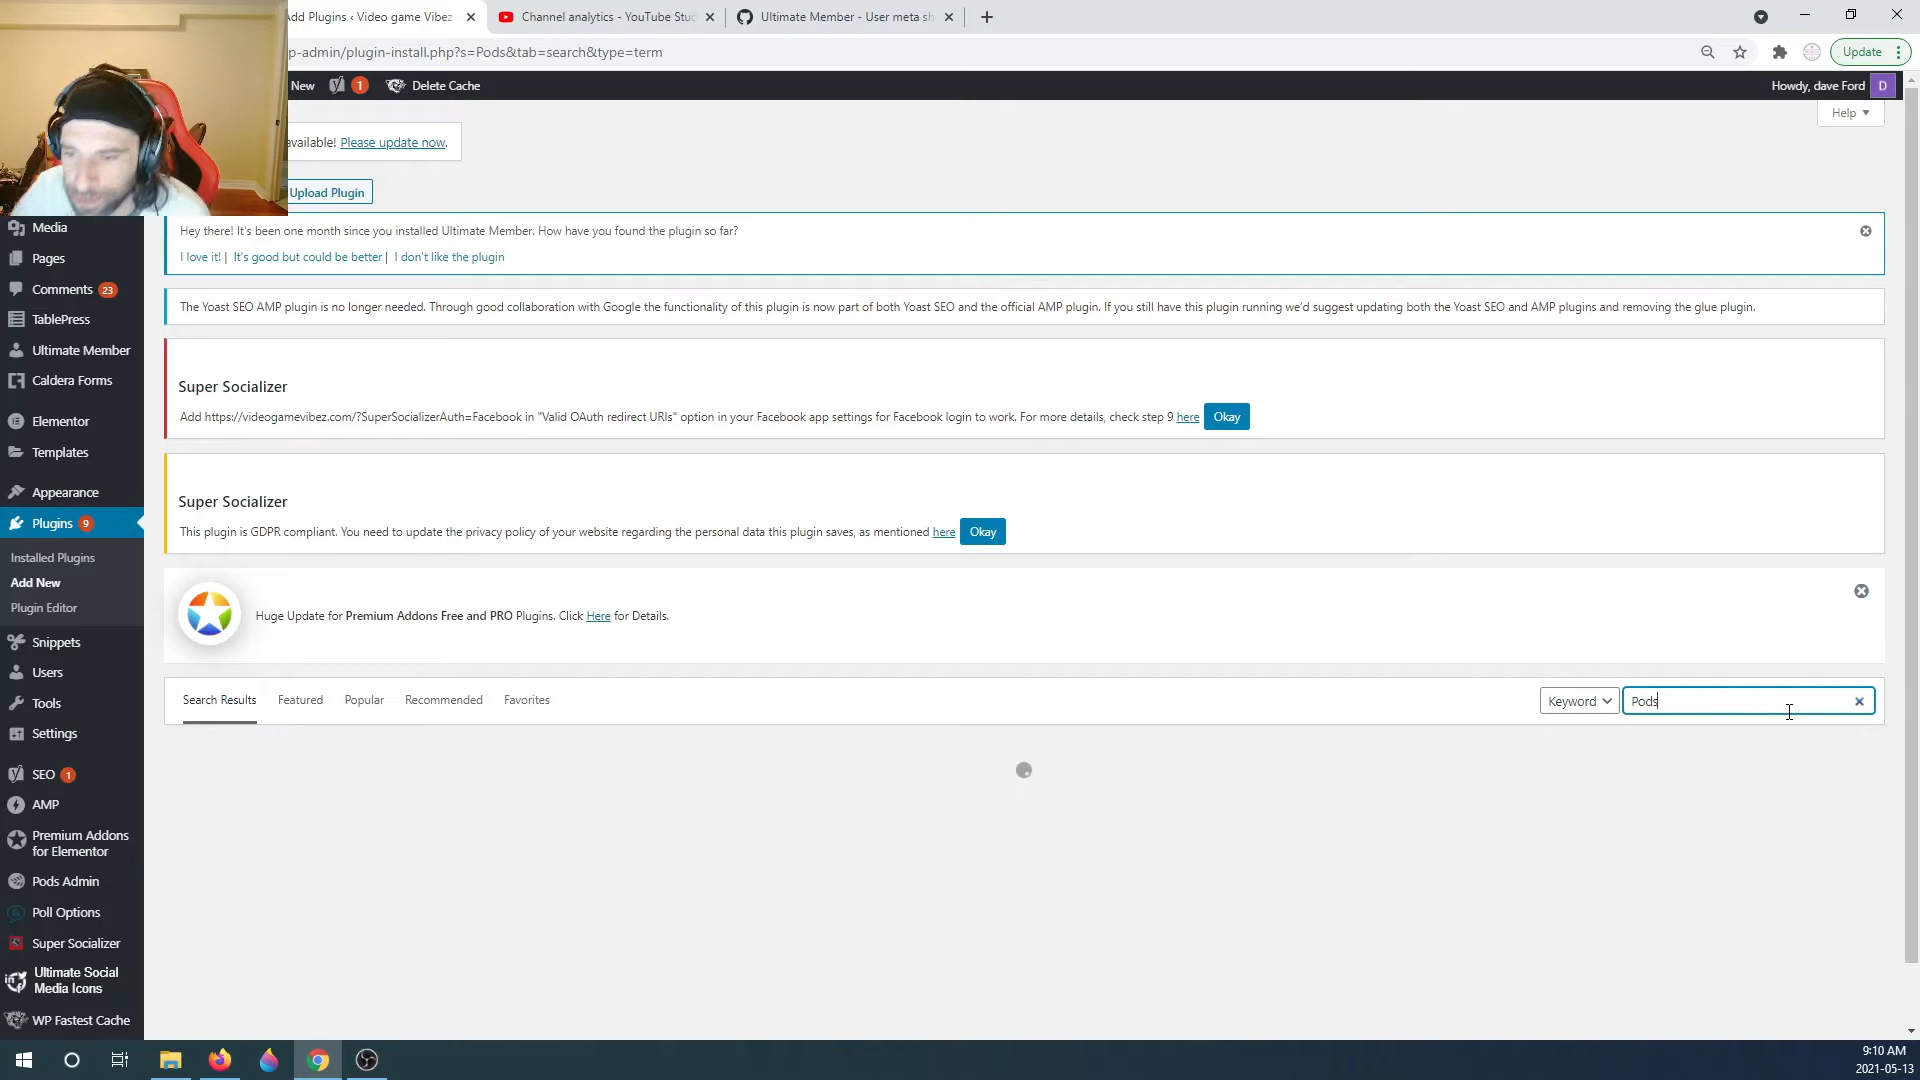 Add Plugins ‹ Video game Vibez
Channel analytics - YouTube Stud
Ultimate Member - User meta sh
p-admin/plugin-install.php?s=Pods&tab=search&type=term
Update
New
1
Delete Cache
Howdy, dave Ford
D
Help
available! Please update now.
Upload Plugin
Media
Pages
Comments 23
TablePress
Ultimate Member
Caldera Forms
Elementor
Templates
Appearance
Plugins 9
Installed Plugins
Add New
Plugin Editor
Snippets
Users
Tools
Settings
SEO 1
AMP
Premium Addons
for Elementor
Pods Admin
Poll Options
Super Socializer
Ultimate Social
Media Icons
WP Fastest Cache
Hey there! It's been one month since you installed Ultimate Member. How have you found the plugin so far?
I love it! | It's good but could be better | I don't like the plugin
The Yoast SEO AMP plugin is no longer needed. Through good collaboration with Google the functionality of this plugin is now part of both Yoast SEO and the official AMP plugin. If you still have this plugin running we'd suggest updating both the Yoast SEO and AMP plugins and removing the glue plugin.
Super Socializer
Add https://videogamevibez.com/?SuperSocializerAuth=Facebook in "Valid OAuth redirect URIs" option in your Facebook app settings for Facebook login to work. For more details, check step 9 here Okay
Super Socializer
This plugin is GDPR compliant. You need to update the privacy policy of your website regarding the personal data this plugin saves, as mentioned here Okay
Huge Update for Premium Addons Free and PRO Plugins. Click Here for Details.
Search Results Featured Popular Recommended Favorites
Keyword Pods
9:10 AM
2021-05-13